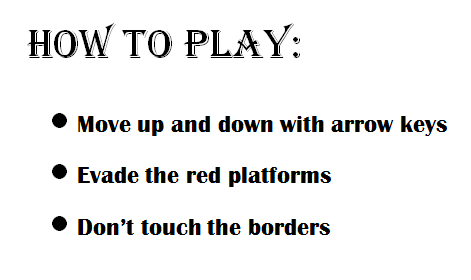 HOW TO PLAY:
● Move up and down with arrow keys
● Evade the red platforms
● Don’t touch the borders